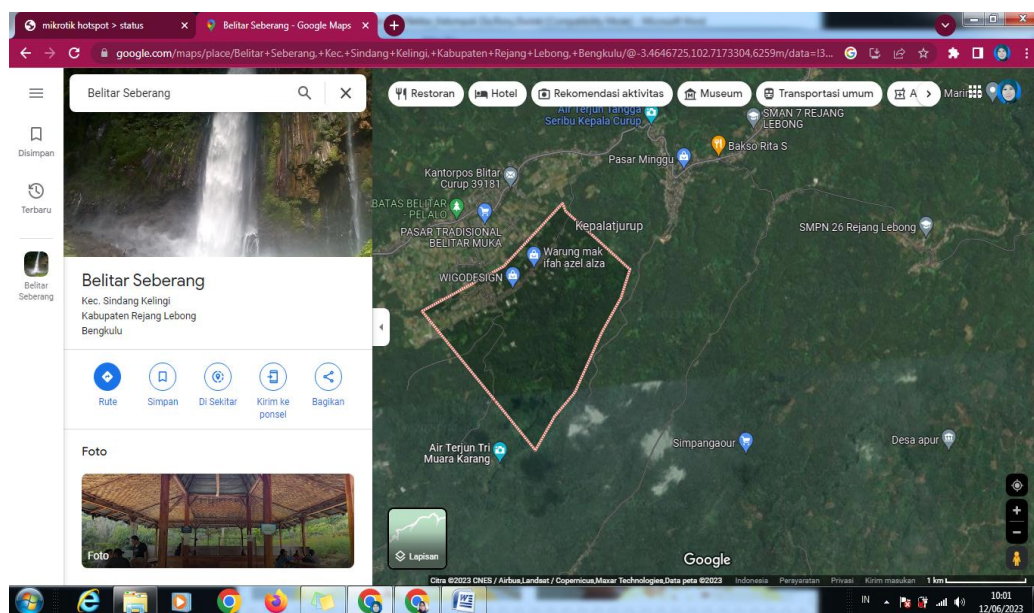 mikrotik hotspot > status
Belitar Seberang - Google Maps
google.com/maps/place/Belitar+Seberang,+Kec.+Sindang+Kelingi,+Kabupaten+Rejang+Lebong,+Bengkulu/@-3.4646725,102.7173304,6259m/data=!3...
Belitar Seberang
Restoran
Hotel
Rekomendasi aktivitas
Museum
Transportasi umum
A
Marin
Disimpan
Terbaru
Belitar
Seberang
Belitar Seberang
Kec. Sindang Kelingi
Kabupaten Rejang Lebong
Bengkulu
Rute
Simpan
Di Sekitar
Kirim ke
ponsel
Bagikan
Foto
Foto
Air Terjun Tangga
Seribu Kepala Curup
SMAN 7 REJANG
LEBONG
Bakso Rita S
Pasar Minggu
Kantorpos Blitar
Curup 39181
BATAS BELITAR
- PELALO
PASAR TRADISIONAL
BELITAR MUKA
Kepalatjurup
SMPN 26 Rejang Lebong
Warung mak
ifah azel alza
WIGODESIGN
Air Terjun Tri
Muara Karang
Simpangaour
Desa apur
Lapisan
Google
Citra ©2023 CNES / Airbus,Landsat / Copernicus,Maxar Technologies,Data peta ©2023 Indonesia Persyaratan Privasi Kirim masukan 1 km
IN
10:01
12/06/2023